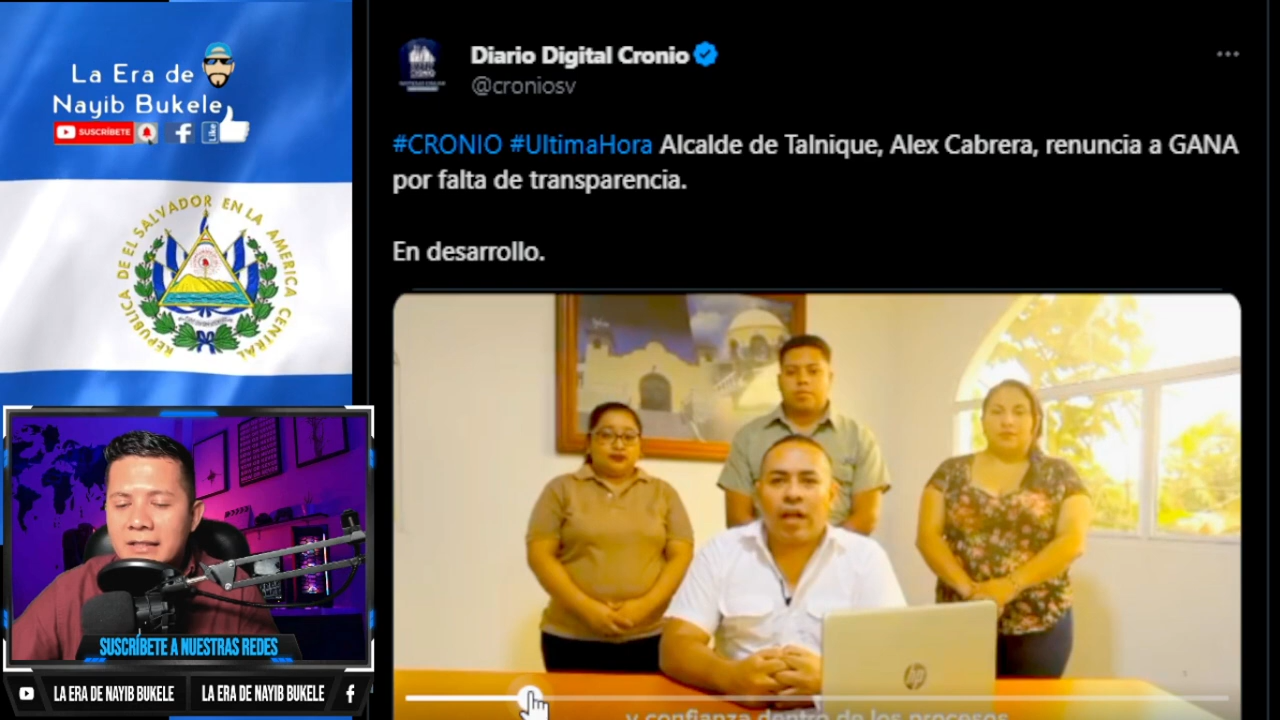 La Era de
Nayib Bukele
SUSCRÍBETE
Like
REPUBLICA DE EL SALVADOR EN LA AMERICA CENTRAL
SUSCRÍBETE A NUESTRAS REDES
LA ERA DE NAYIB BUKELE
LA ERA DE NAYIB BUKELE
Diario Digital Cronio
@croniosv
#CRONIO #UltimaHora Alcalde de Talnique, Alex Cabrera, renuncia a GANA
por falta de transparencia.
En desarrollo.
hp
y confianza dentro de los procesos